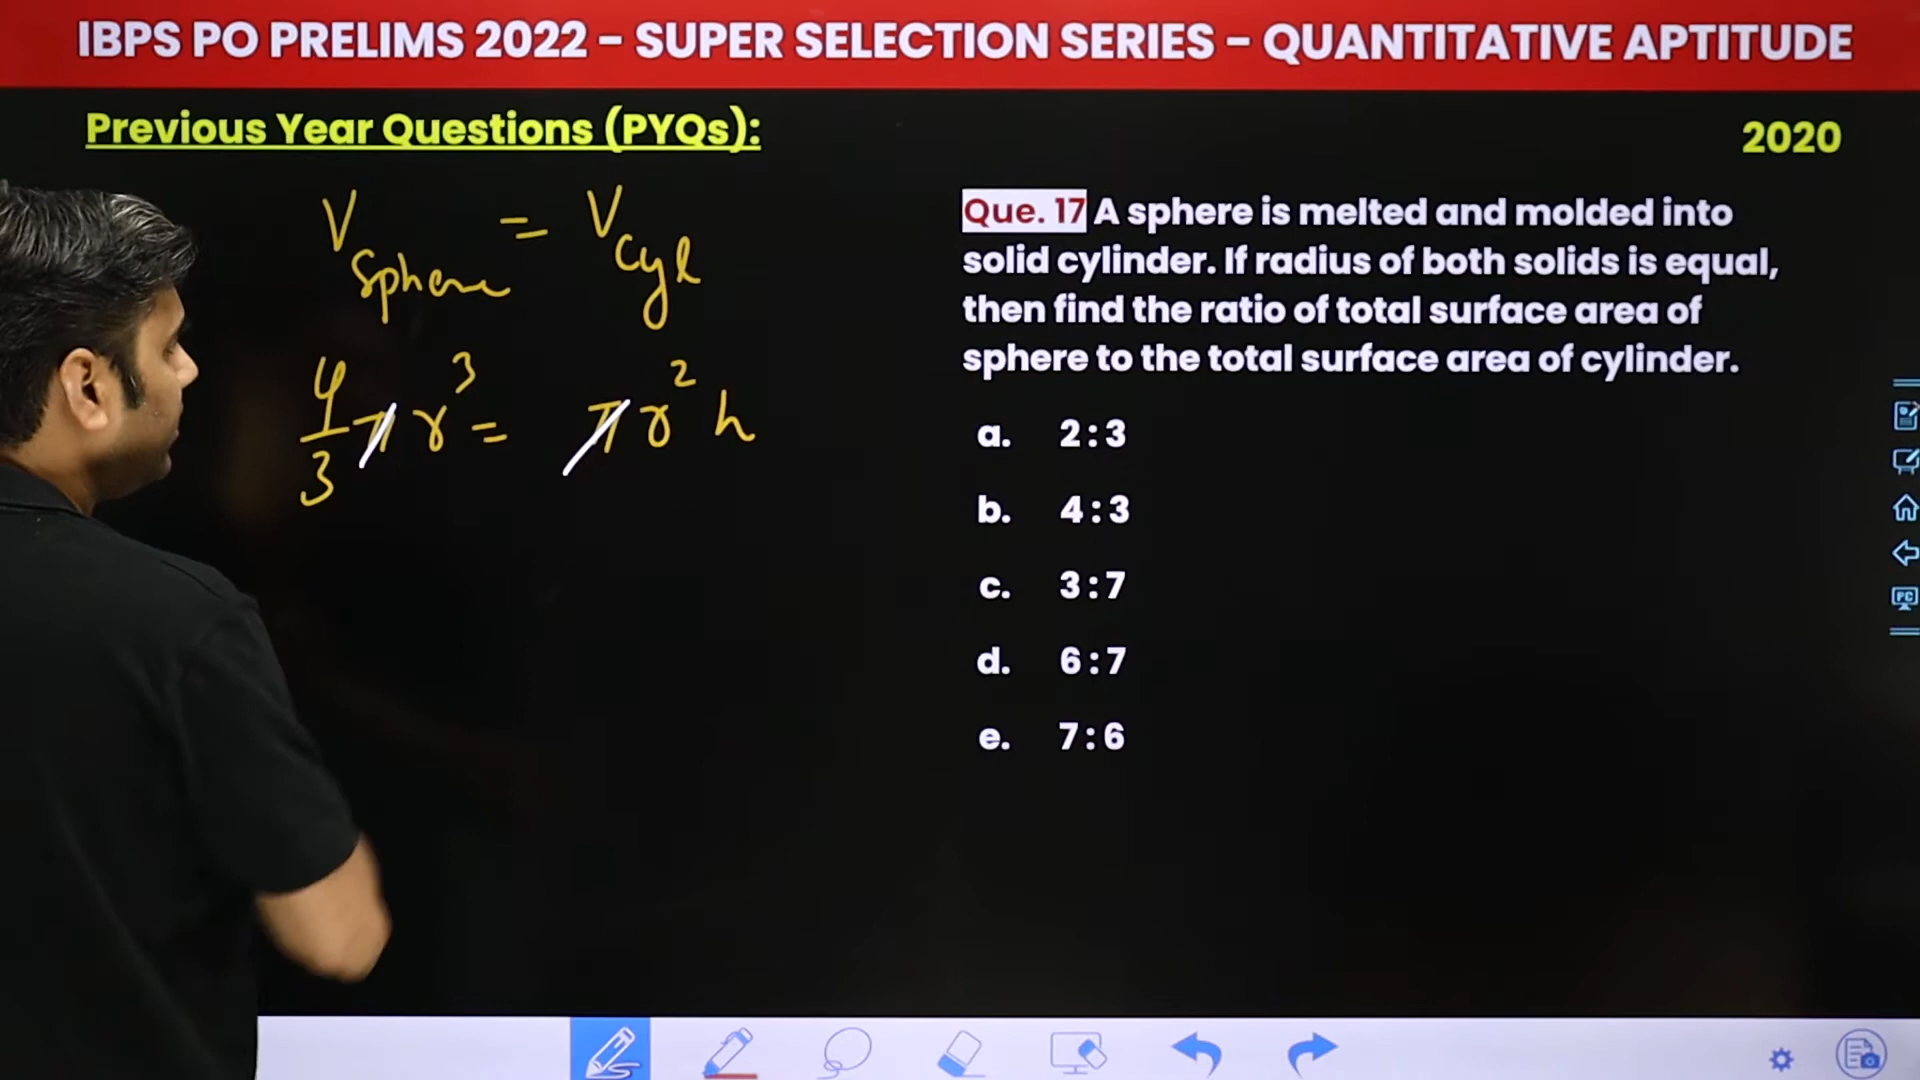 IBPS PO PRELIMS 2022 - SUPER SELECTION SERIES - QUANTITATIVE APTITUDE
Previous Year Questions (PYQs):
2020
V sphere = V cyl
4/3 π r³ = π r² h
Que. 17 A sphere is melted and molded into
solid cylinder. If radius of both solids is equal,
then find the ratio of total surface area of
sphere to the total surface area of cylinder.
a. 2:3
b. 4:3
c. 3:7
d. 6:7
e. 7:6
PC